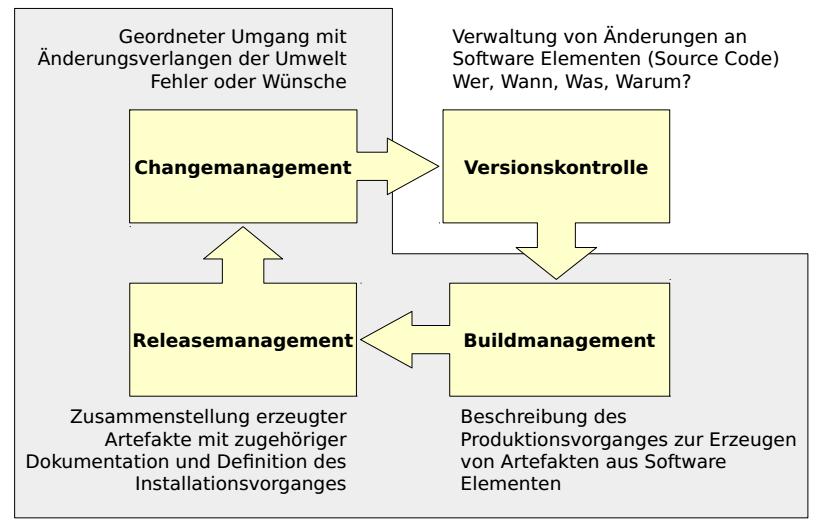 Geordneter Umgang mit
Änderungsverlangen der Umwelt
Fehler oder Wünsche
Verwaltung von Änderungen an
Software Elementen (Source Code)
Wer, Wann, Was, Warum?
Changemanagement
Versionskontrolle
Releasemanagement
Buildmanagement
Zusammenstellung erzeugter
Artefakte mit zugehöriger
Dokumentation und Definition des
Installationsvorganges
Beschreibung des
Produktionsvorganges zur Erzeugen
von Artefakten aus Software
Elementen